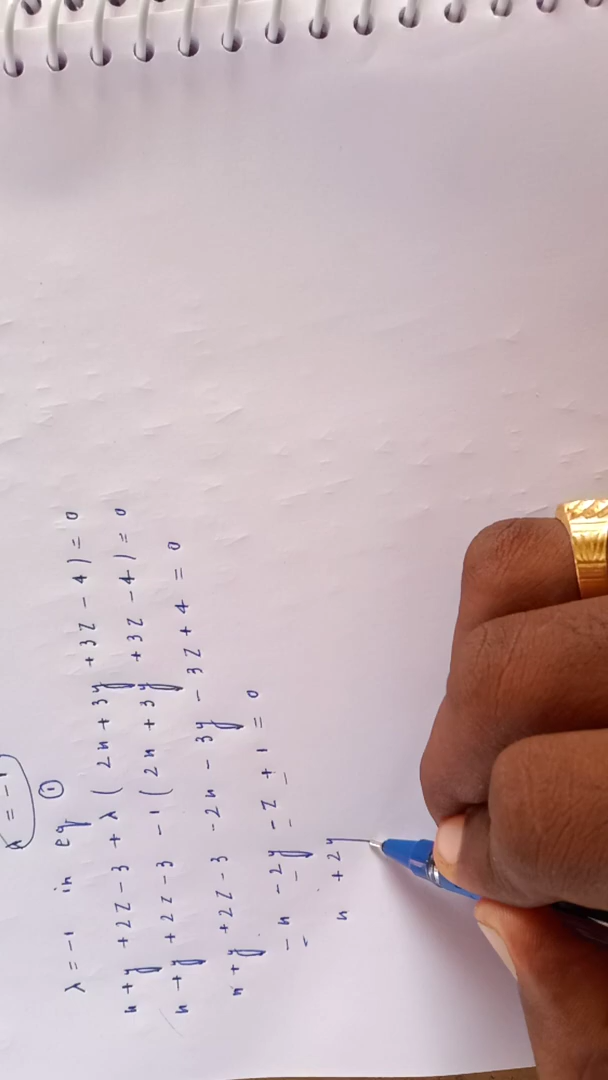 λ = -1
λ = -1 in eq ①
x + y + 2z - 3 + λ ( 2x + 3y + 3z - 4 ) = 0
x + y + 2z - 3 - 1 ( 2x + 3y + 3z - 4 ) = 0
x + y + 2z - 3 - 2x - 3y - 3z + 4 = 0
- x - 2y - z + 1 = 0
x + 2y